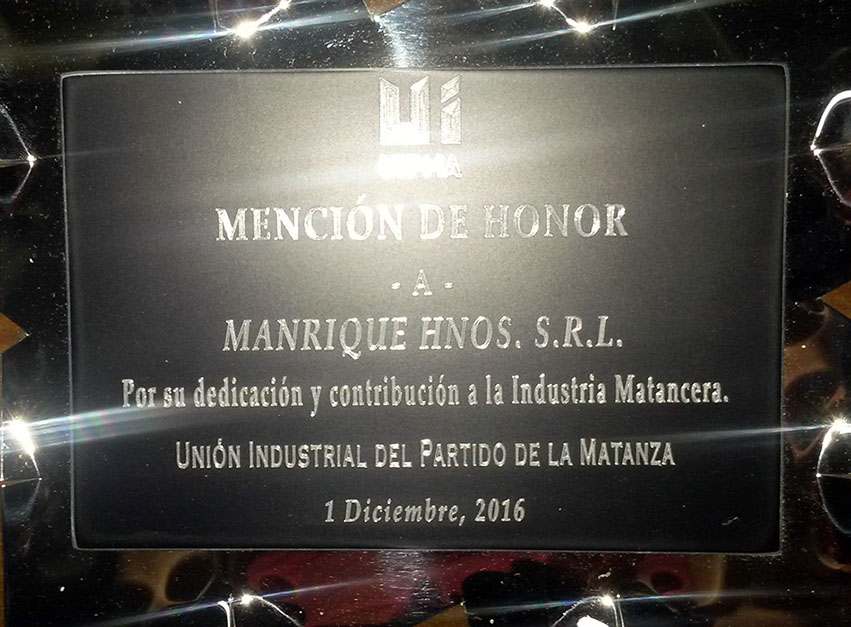 Ui
MENCIÓN DE HONOR
- A -
MANRIQUE HNOS. S.R.L.
Por su dedicación y contribución a la Industria Matancera.
UNIÓN INDUSTRIAL DEL PARTIDO DE LA MATANZA
1 Diciembre, 2016